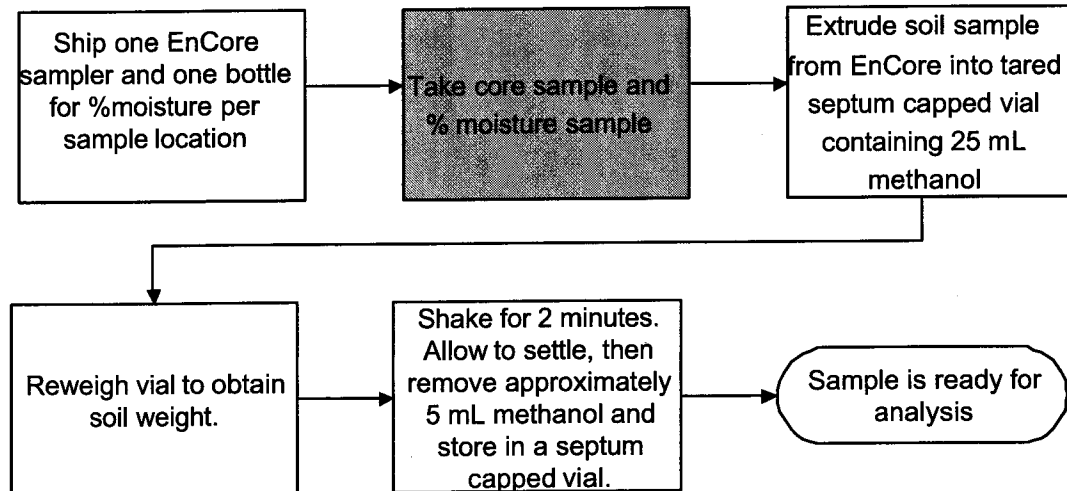 Ship one EnCore
sampler and one bottle
for %moisture per
sample location
Take core sample and
% moisture sample
Extrude soil sample
from EnCore into tared
septum capped vial
containing 25 mL
methanol
Reweigh vial to obtain
soil weight.
Shake for 2 minutes.
Allow to settle, then
remove approximately
5 mL methanol and
store in a septum
capped vial.
Sample is ready for
analysis